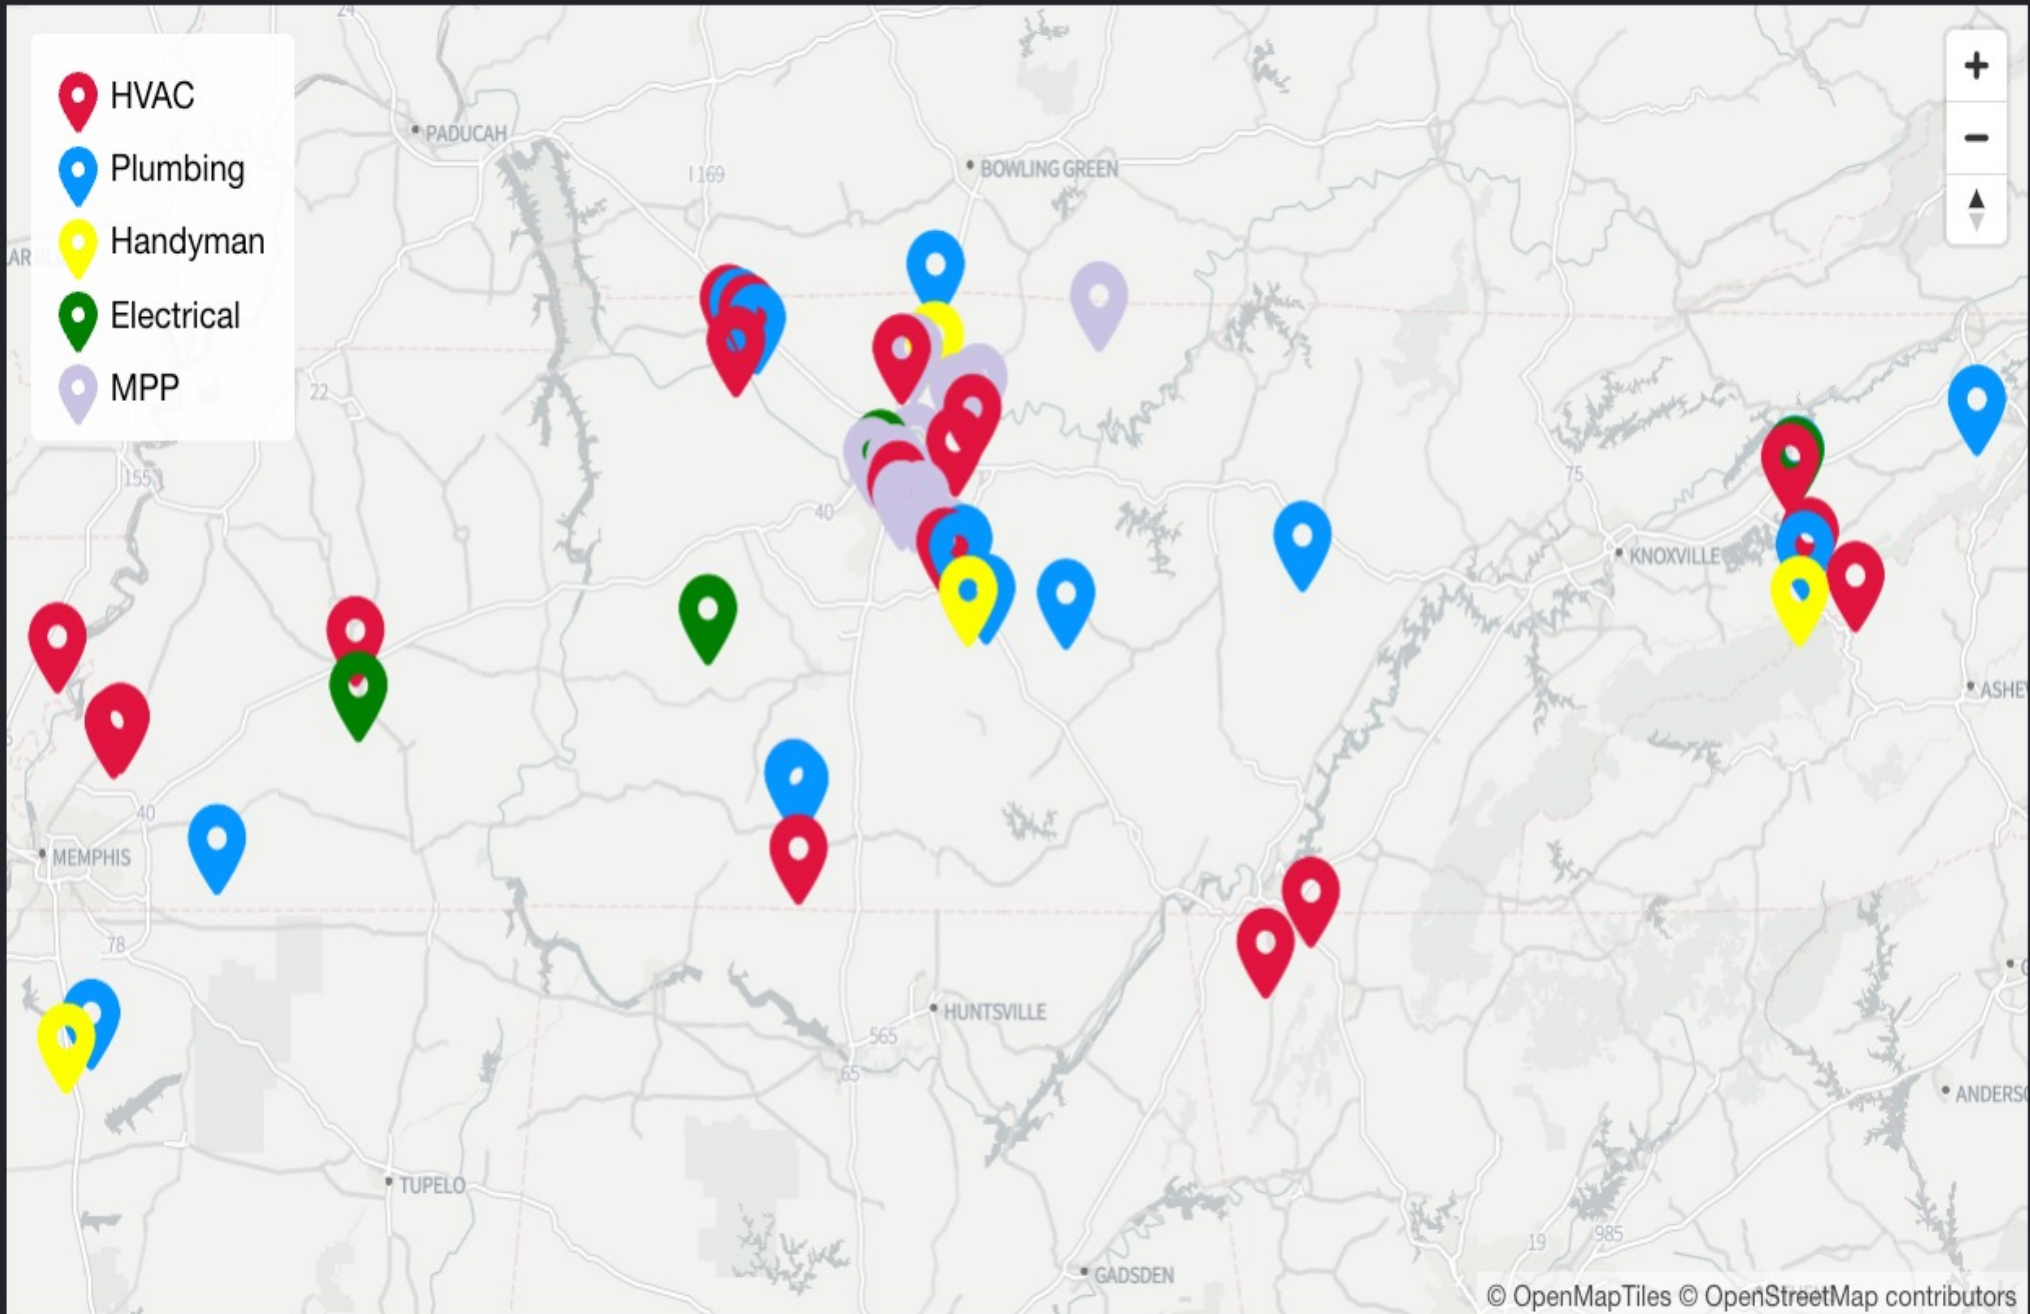 24
HVAC
Plumbing
Handyman
Electrical
MPP
PADUCAH
I 169
BOWLING GREEN
22
155
40
75
KNOXVILLE
ASHE
40
MEMPHIS
78
HUNTSVILLE
565
65
ANDERS
TUPELO
19
985
GADSDEN
© OpenMapTiles © OpenStreetMap contributors